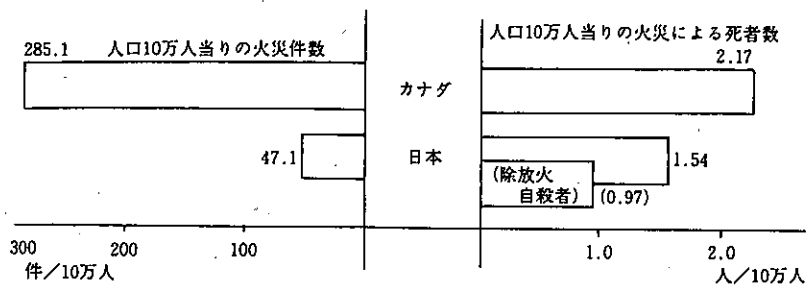 人口10万人当りの火災件数
人口10万人当りの火災による死者数
285.1
カナダ
2.17
47.1
日本
1.54
(除放火
自殺者)
(0.97)
300
200
100
1.0
2.0
件/10万人
人/10万人